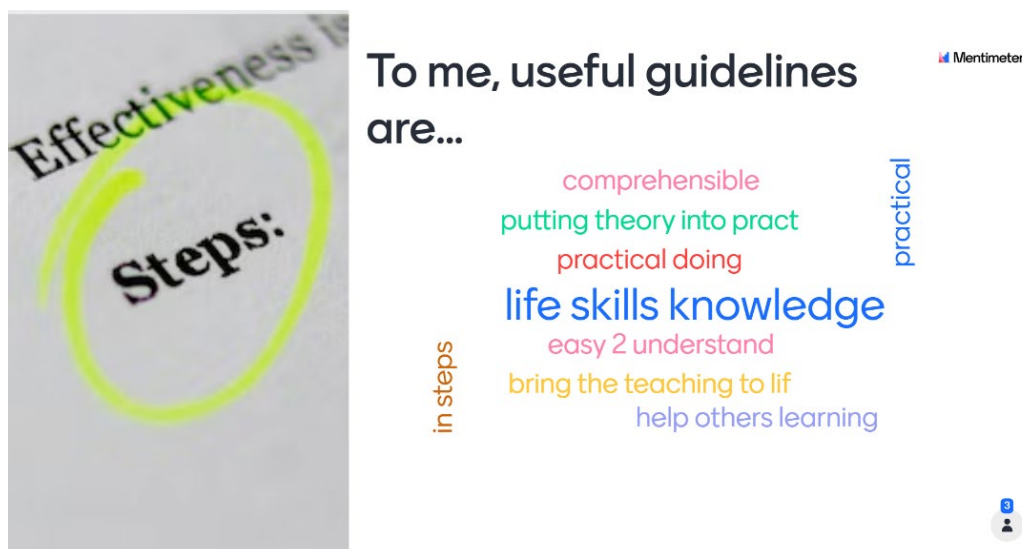 Effectiveness is
Steps:
To me, useful guidelines
are...
Mentimeter
comprehensible
practical
putting theory into pract
practical doing
life skills knowledge
easy 2 understand
in steps
bring the teaching to lif
help others learning
3